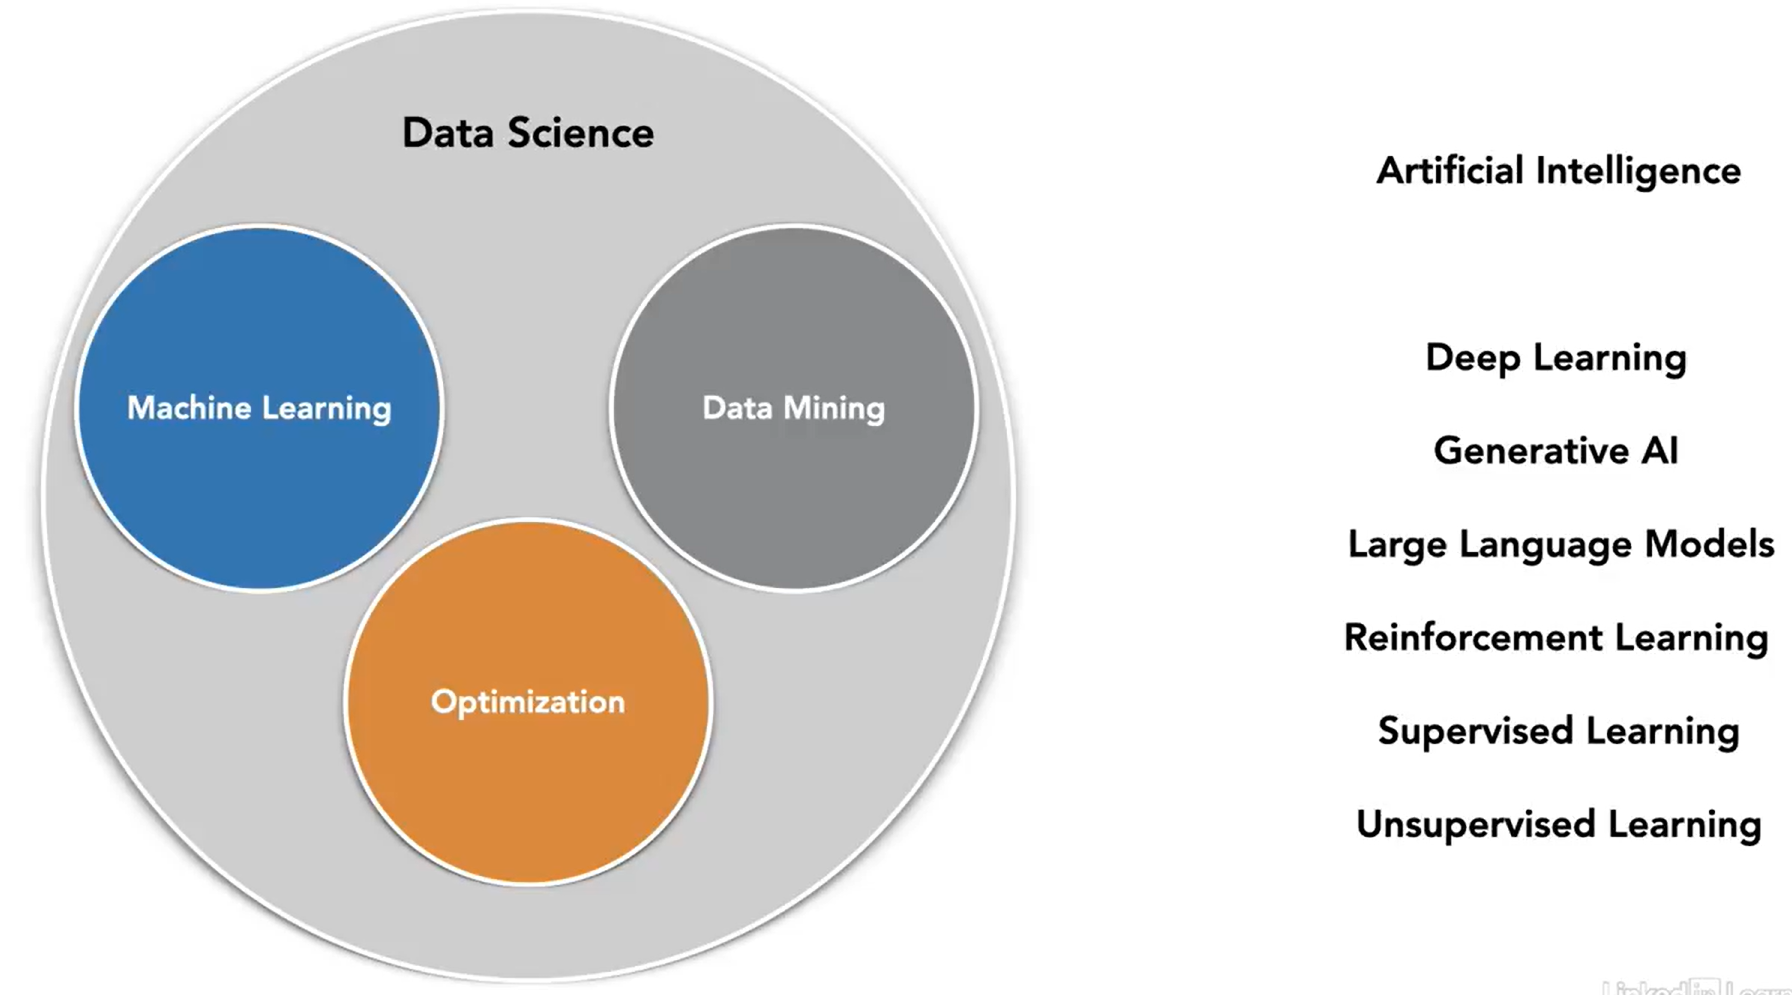 Data Science
Machine Learning
Data Mining
Optimization
Artificial Intelligence
Deep Learning
Generative AI
Large Language Models
Reinforcement Learning
Supervised Learning
Unsupervised Learning